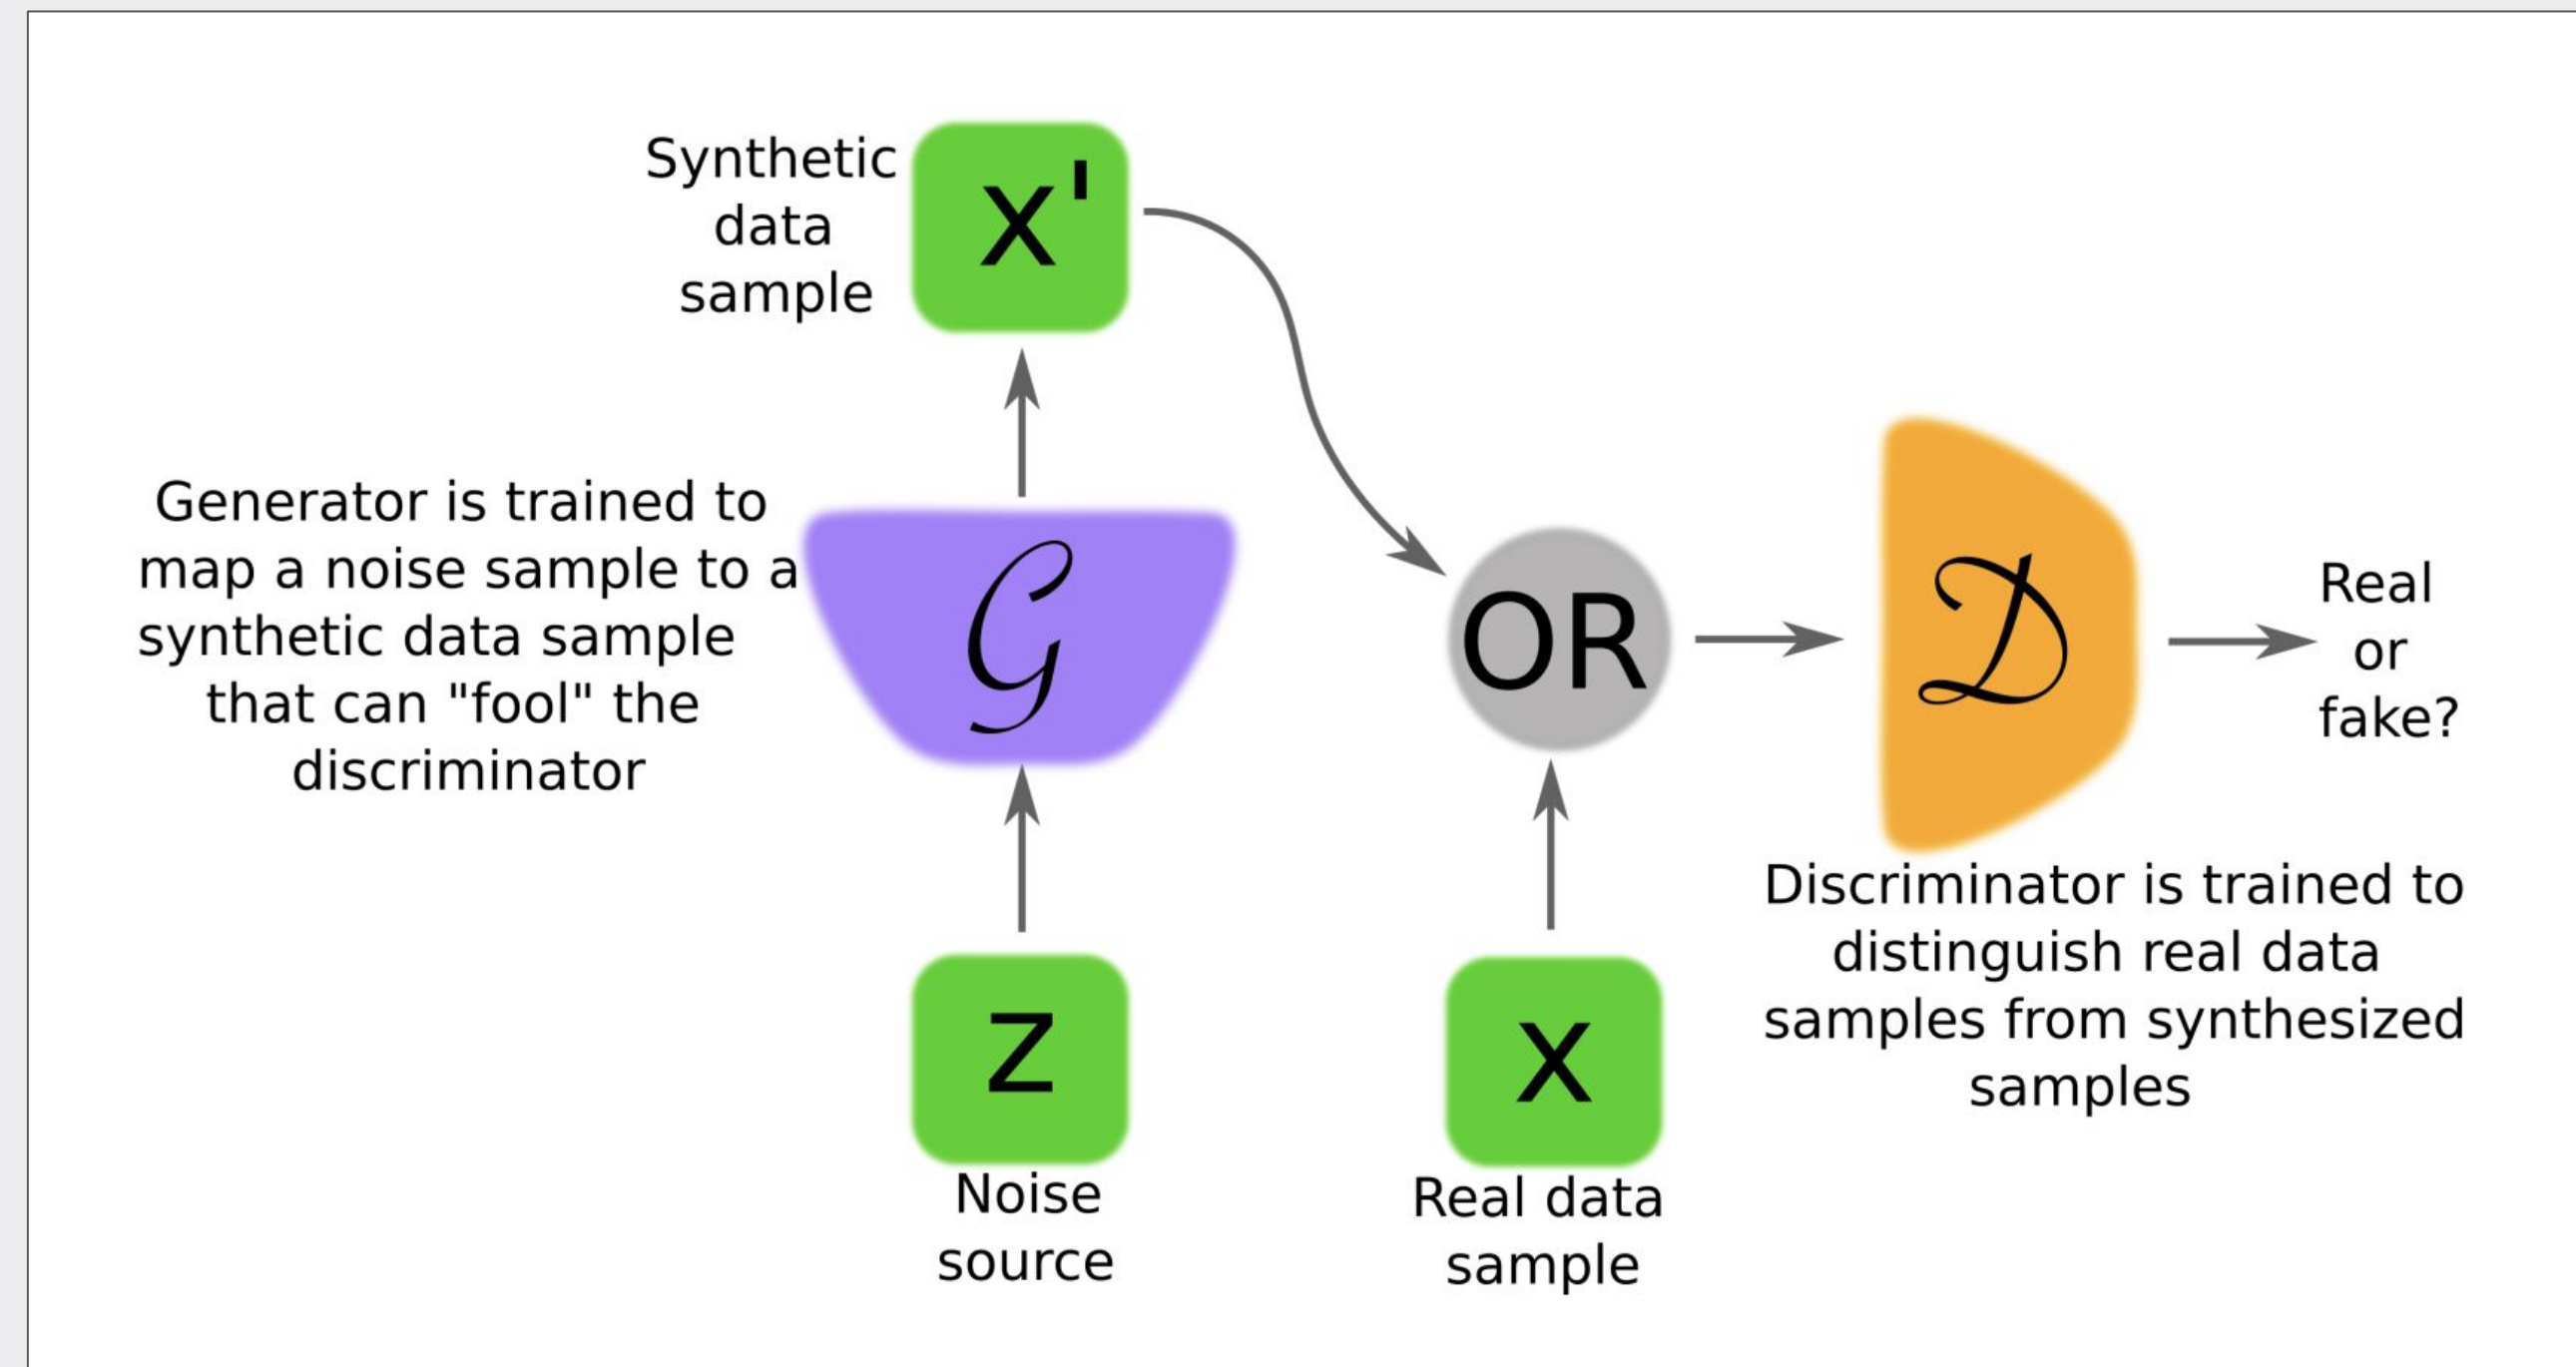 Synthetic
data
sample
x'
Generator is trained to
map a noise sample to a
synthetic data sample
that can "fool" the
discriminator
G
z
Noise
source
OR
x
Real data
sample
D
Discriminator is trained to
distinguish real data
samples from synthesized
samples
Real
or
fake?